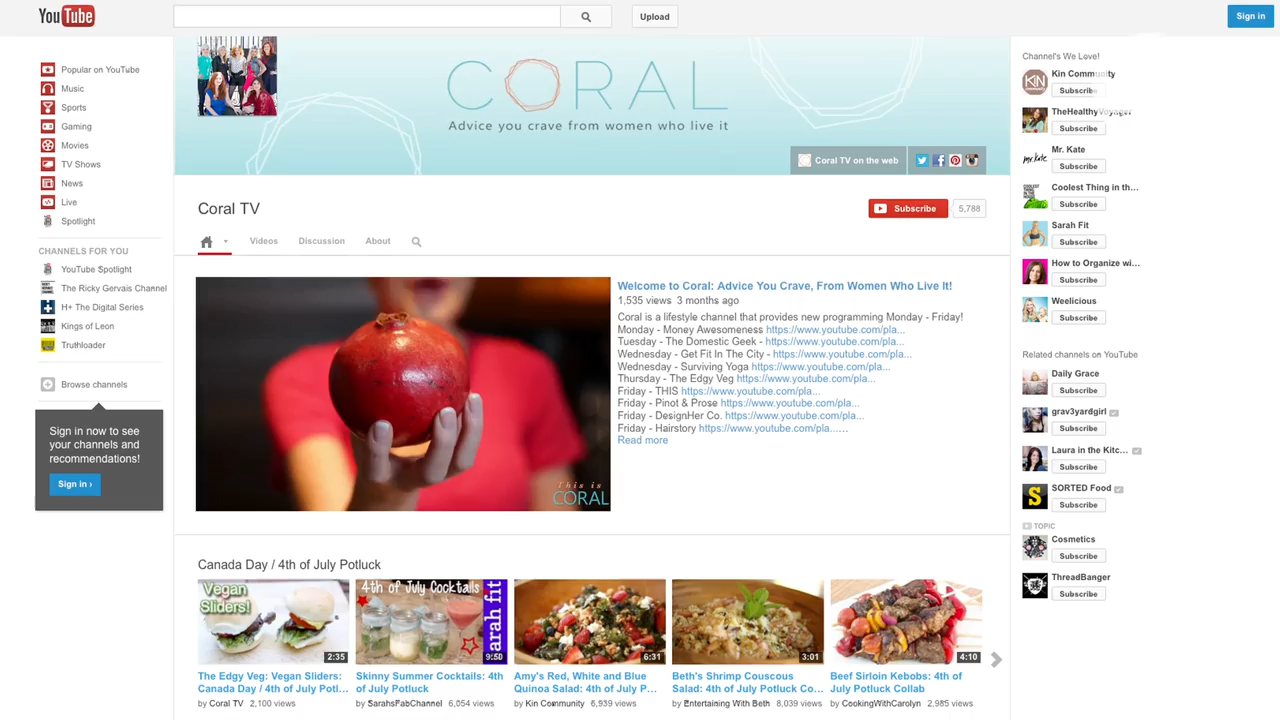 YouTube
Upload
Sign in
Popular on YouTube
Music
Sports
Gaming
Movies
TV Shows
News
Live
Spotlight
CHANNELS FOR YOU
YouTube Spotlight
The Ricky Gervais Channel
H+ The Digital Series
Kings of Leon
Truthloader
Browse channels
Sign in now to see
your channels and
recommendations!
Sign in ›
CORAL
Advice you crave from women who live it
Coral TV on the web
Coral TV
Subscribe 5,788
Videos Discussion About
This is
CORAL
Welcome to Coral: Advice You Crave, From Women Who Live It!
1,535 views 3 months ago
Coral is a lifestyle channel that provides new programming Monday - Friday!
Monday - Money Awesomeness https://www.youtube.com/pla...
Tuesday - The Domestic Geek - https://www.youtube.com/pla...
Wednesday - Get Fit In The City - https://www.youtube.com/pla...
Wednesday - Surviving Yoga https://www.youtube.com/pla...
Thursday - The Edgy Veg https://www.youtube.com/pla...
Friday - THIS https://www.youtube.com/pla...
Friday - Pinot & Prose https://www.youtube.com/pla...
Friday - DesignHer Co. https://www.youtube.com/pla...
Friday - Hairstory https://www.youtube.com/pla......
Read more
Canada Day / 4th of July Potluck
Vegan
Sliders!
2:35
The Edgy Veg: Vegan Sliders:
Canada Day / 4th of July Potl...
by Coral TV 2,100 views
4th of July Cocktails
sarah fit
9:50
Skinny Summer Cocktails: 4th
of July Potluck
by SarahsFabChannel 6,054 views
6:31
Amy's Red, White and Blue
Quinoa Salad: 4th of July P...
by Kin Community 6,939 views
3:01
Beth's Shrimp Couscous
Salad: 4th of July Potluck Co...
by Entertaining With Beth 8,039 views
4:10
Beef Sirloin Kebobs: 4th of
July Potluck Collab
by CookingWithCarolyn 2,985 views
Channel's We Love!
KIN
Kin Community
Subscribe
TheHealthyVoyager
Subscribe
mr. kate
Mr. Kate
Subscribe
Coolest Thing in th...
Subscribe
Sarah Fit
Subscribe
How to Organize wi...
Subscribe
Weelicious
Subscribe
Related channels on YouTube
Daily Grace
Subscribe
grav3yardgirl
Subscribe
Laura in the Kitc...
Subscribe
S
SORTED Food
Subscribe
TOPIC
Cosmetics
Subscribe
ThreadBanger
Subscribe